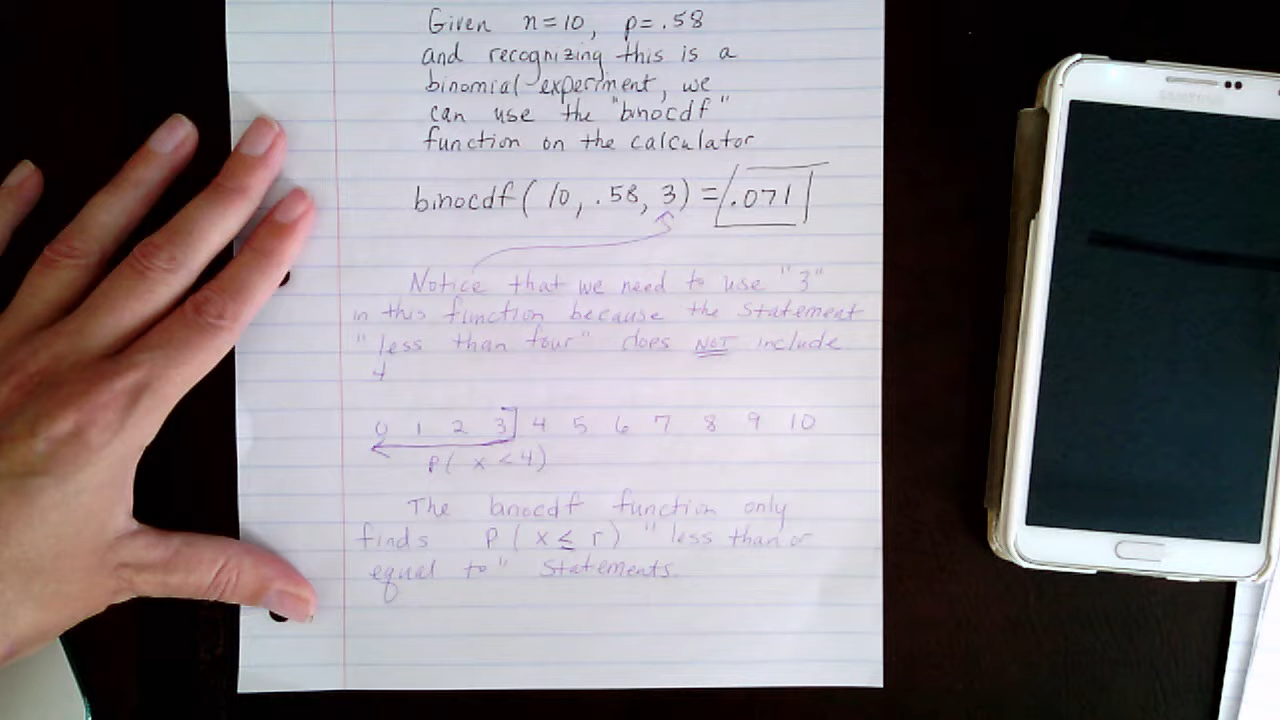 Given n=10, p=.58
and recognizing this is a
binomial experiment, we
can use the "binocdf"
function on the calculator
binocdf( 10, .58, 3) = .071
Notice that we need to use "3"
in this function because the statement
"less than four" does NOT include
4
0 1 2 3] 4 5 6 7 8 9 10
P( x < 4)
The binocdf function only
finds P( x ≤ r) "less than or
equal to" statements.
SAMSUNG